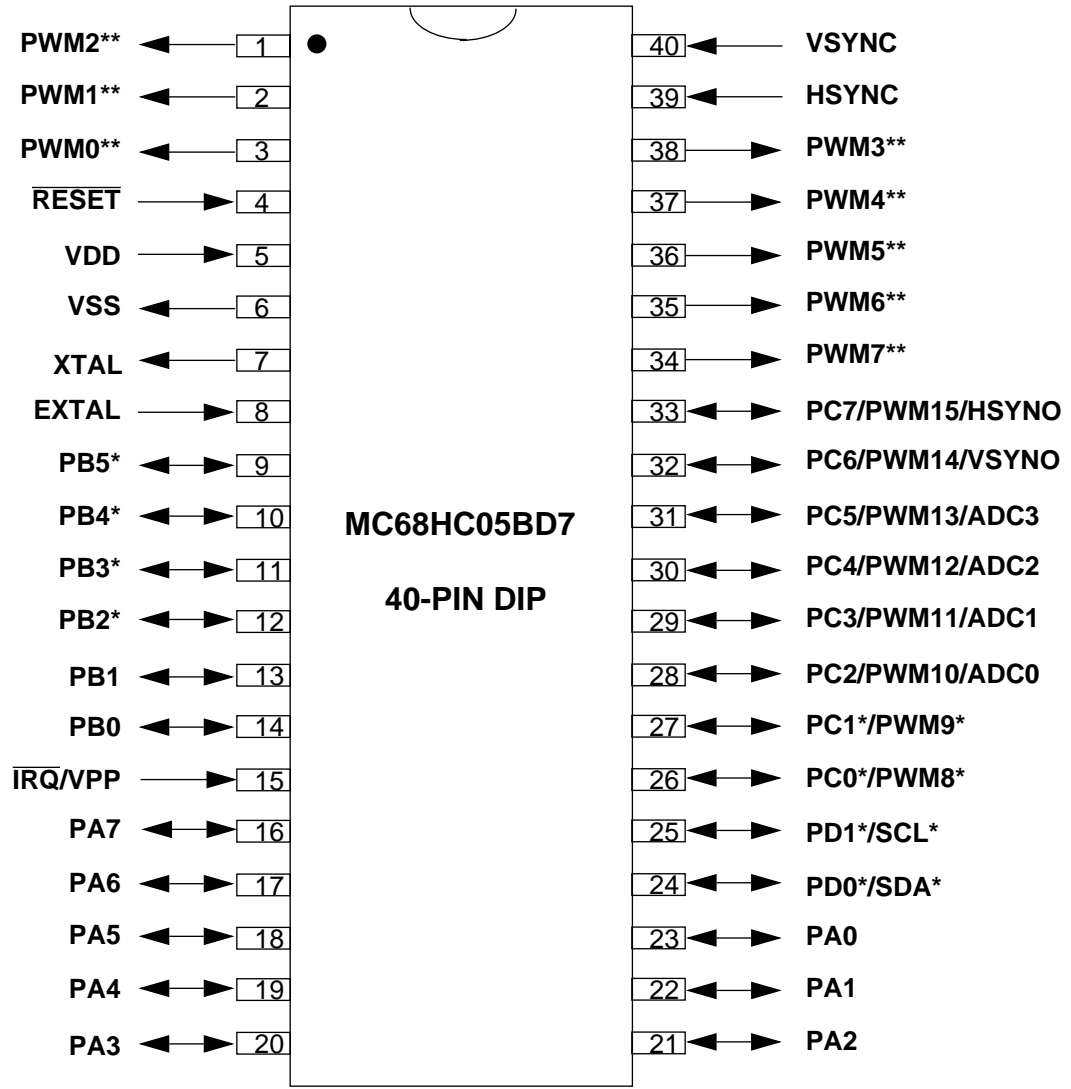 PWM2** 1 40 VSYNC
PWM1** 2 39 HSYNC
PWM0** 3 38 PWM3**
R̅E̅S̅E̅T̅ 4 37 PWM4**
VDD 5 36 PWM5**
VSS 6 35 PWM6**
XTAL 7 34 PWM7**
EXTAL 8 33 PC7/PWM15/HSYNO
PB5* 9 32 PC6/PWM14/VSYNO
PB4* 10 MC68HC05BD7 31 PC5/PWM13/ADC3
PB3* 11 30 PC4/PWM12/ADC2
40-PIN DIP
PB2* 12 29 PC3/PWM11/ADC1
PB1 13 28 PC2/PWM10/ADC0
PB0 14 27 PC1*/PWM9*
I̅R̅Q̅/VPP 15 26 PC0*/PWM8*
PA7 16 25 PD1*/SCL*
PA6 17 24 PD0*/SDA*
PA5 18 23 PA0
PA4 19 22 PA1
PA3 20 21 PA2